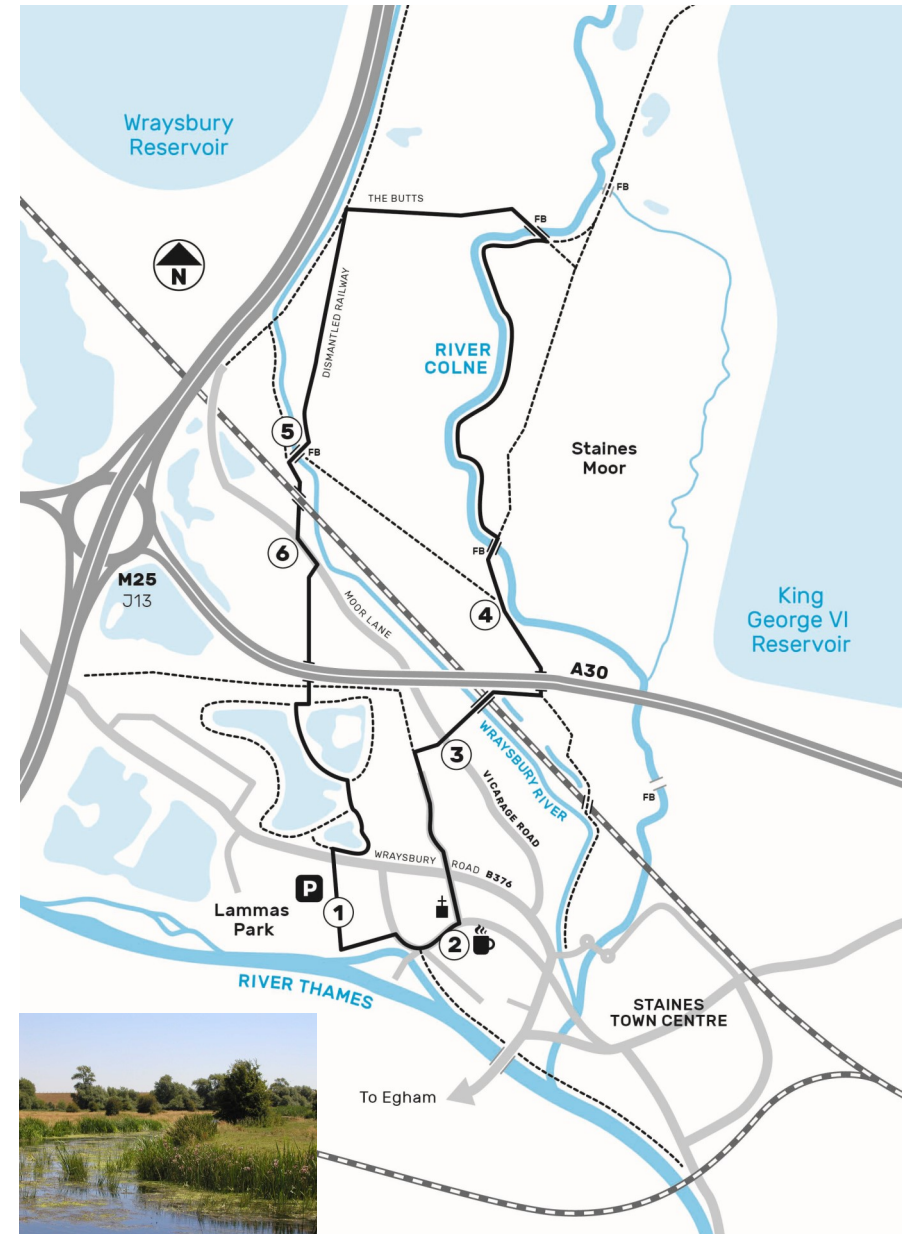 Wraysbury
Reservoir
THE BUTTS
FB
FB
N
DISMANTLED RAILWAY
RIVER
COLNE
5
FB
Staines
Moor
6
FB
M25
J13
MOOR LANE
4
King
George VI
Reservoir
A30
3
WRAYSBURY RIVER
VICARAGE ROAD
FB
WRAYSBURY ROAD B376
P
Lammas
Park
1
2
RIVER THAMES
STAINES
TOWN CENTRE
To Egham